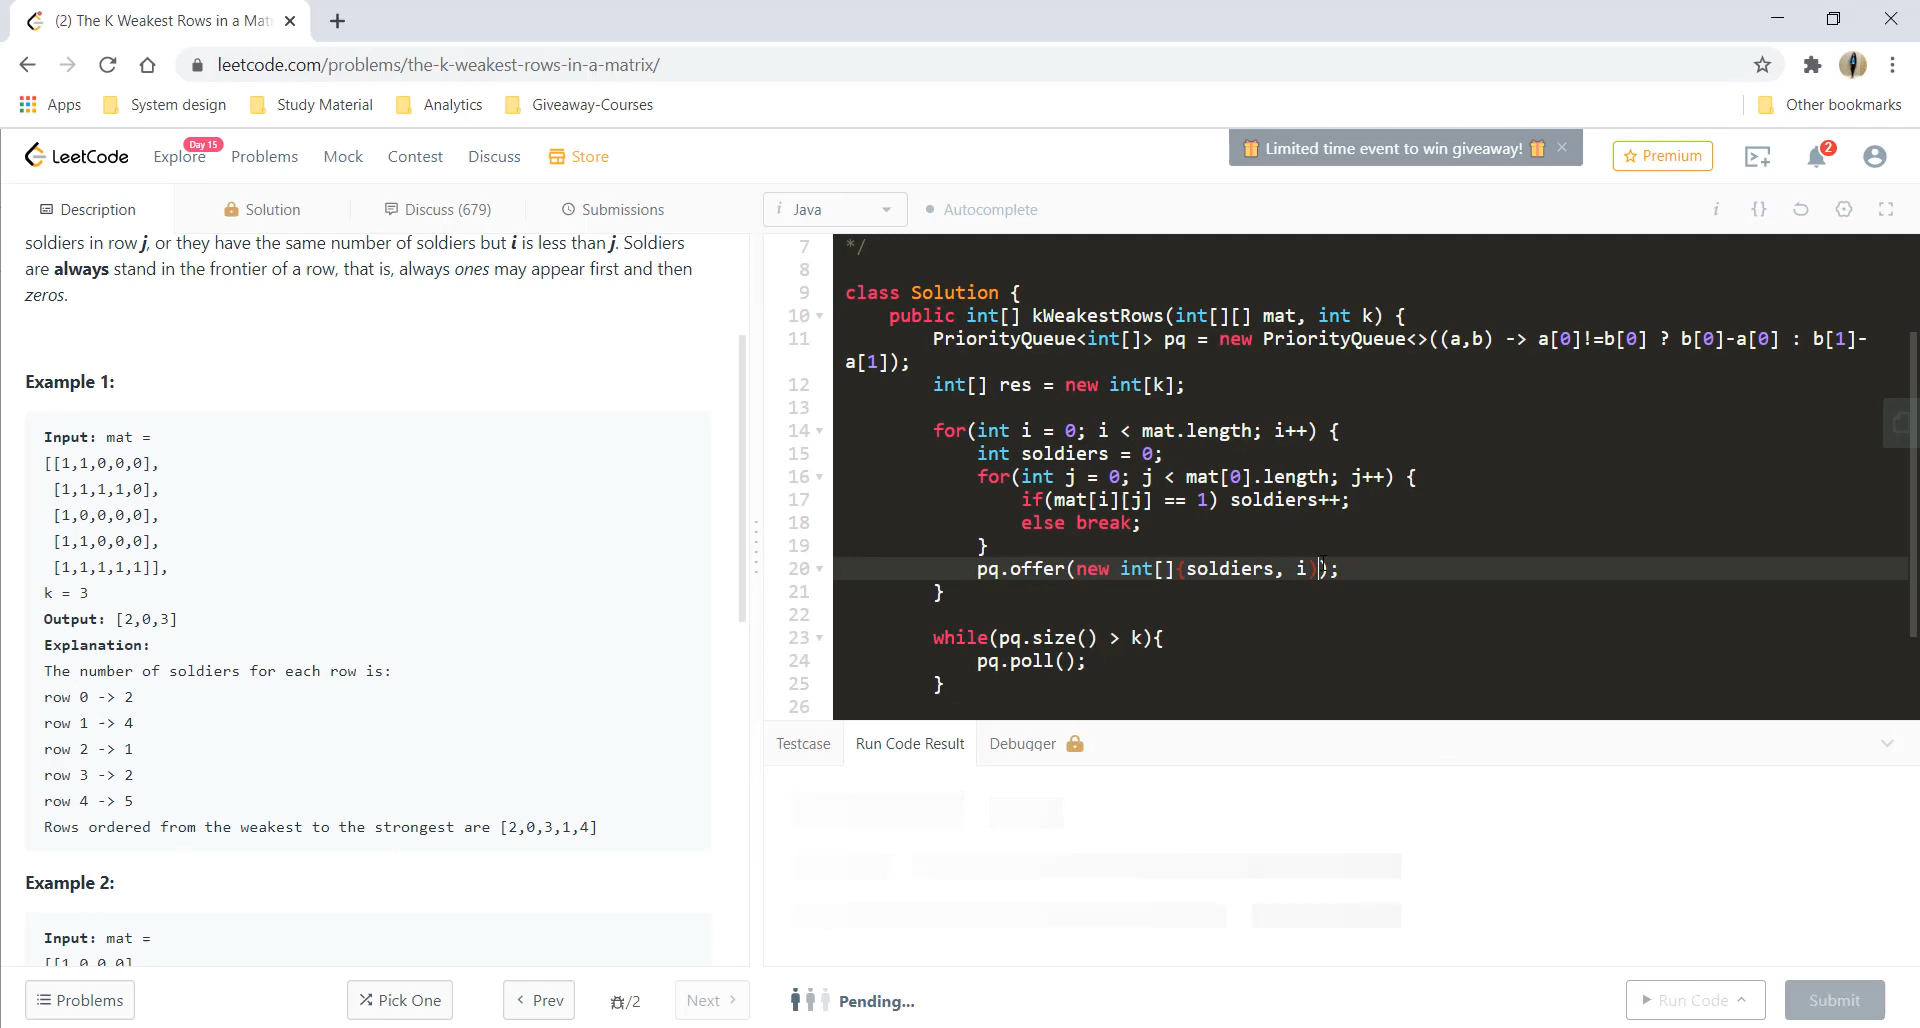 (2) The K Weakest Rows in a Mat
leetcode.com/problems/the-k-weakest-rows-in-a-matrix/
Apps System design Study Material Analytics Giveaway-Courses Other bookmarks
LeetCode Explore Day 15 Problems Mock Contest Discuss Store Limited time event to win giveaway! Premium 2
Description Solution Discuss (679) Submissions i Java Autocomplete
soldiers in row j, or they have the same number of soldiers but i is less than j. Soldiers
are always stand in the frontier of a row, that is, always ones may appear first and then
zeros.
Example 1:
Input: mat =
[[1,1,0,0,0],
[1,1,1,1,0],
[1,0,0,0,0],
[1,1,0,0,0],
[1,1,1,1,1]],
k = 3
Output: [2,0,3]
Explanation:
The number of soldiers for each row is:
row 0 -> 2
row 1 -> 4
row 2 -> 1
row 3 -> 2
row 4 -> 5
Rows ordered from the weakest to the strongest are [2,0,3,1,4]
Example 2:
Input: mat =
[[1,0,0,0],
7 */
8
9 class Solution {
10 public int[] kWeakestRows(int[][] mat, int k) {
11 PriorityQueue<int[]> pq = new PriorityQueue<>((a,b) -> a[0]!=b[0] ? b[0]-a[0] : b[1]-
a[1]);
12 int[] res = new int[k];
13
14 for(int i = 0; i < mat.length; i++) {
15 int soldiers = 0;
16 for(int j = 0; j < mat[0].length; j++) {
17 if(mat[i][j] == 1) soldiers++;
18 else break;
19 }
20 pq.offer(new int[]{soldiers, i));
21 }
22
23 while(pq.size() > k){
24 pq.poll();
25 }
26
Testcase Run Code Result Debugger
Problems Pick One Prev /2 Next Pending... Run Code Submit